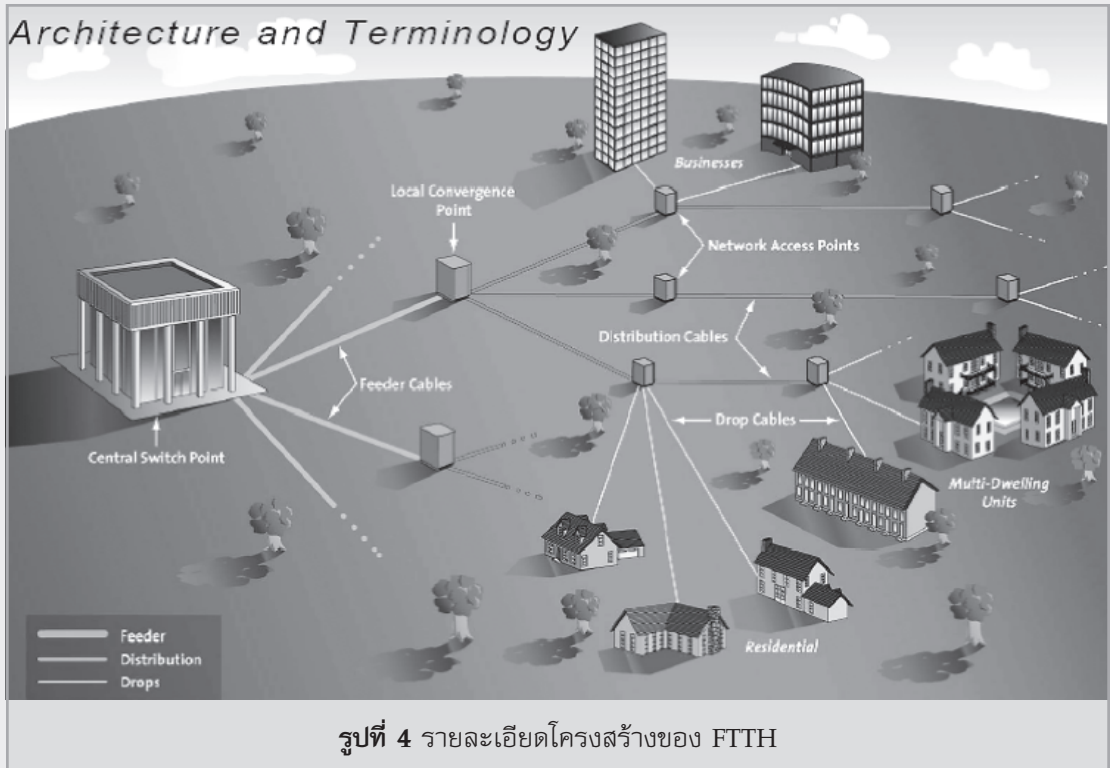 Architecture and Terminology
Businesses
Local Convergence
Point
Network Access Points
Distribution Cables
Feeder Cables
Drop Cables
Central Switch Point
Multi-Dwelling
Units
Residential
Feeder
Distribution
Drops
รูปที่ 4 รายละเอียดโครงสร้างของ FTTH